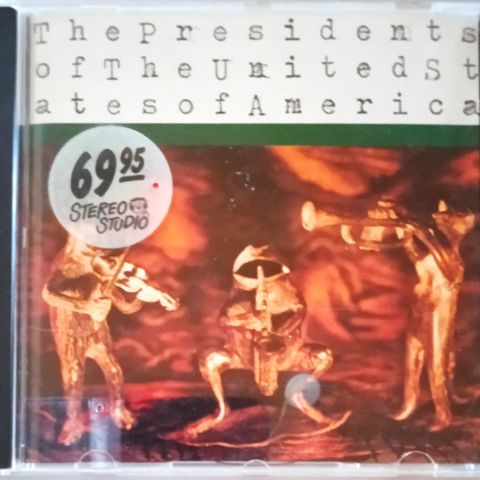 ThePresidents
ofTheUnitedSt
atesofAmerica
69 95
STEREO
STUDIO